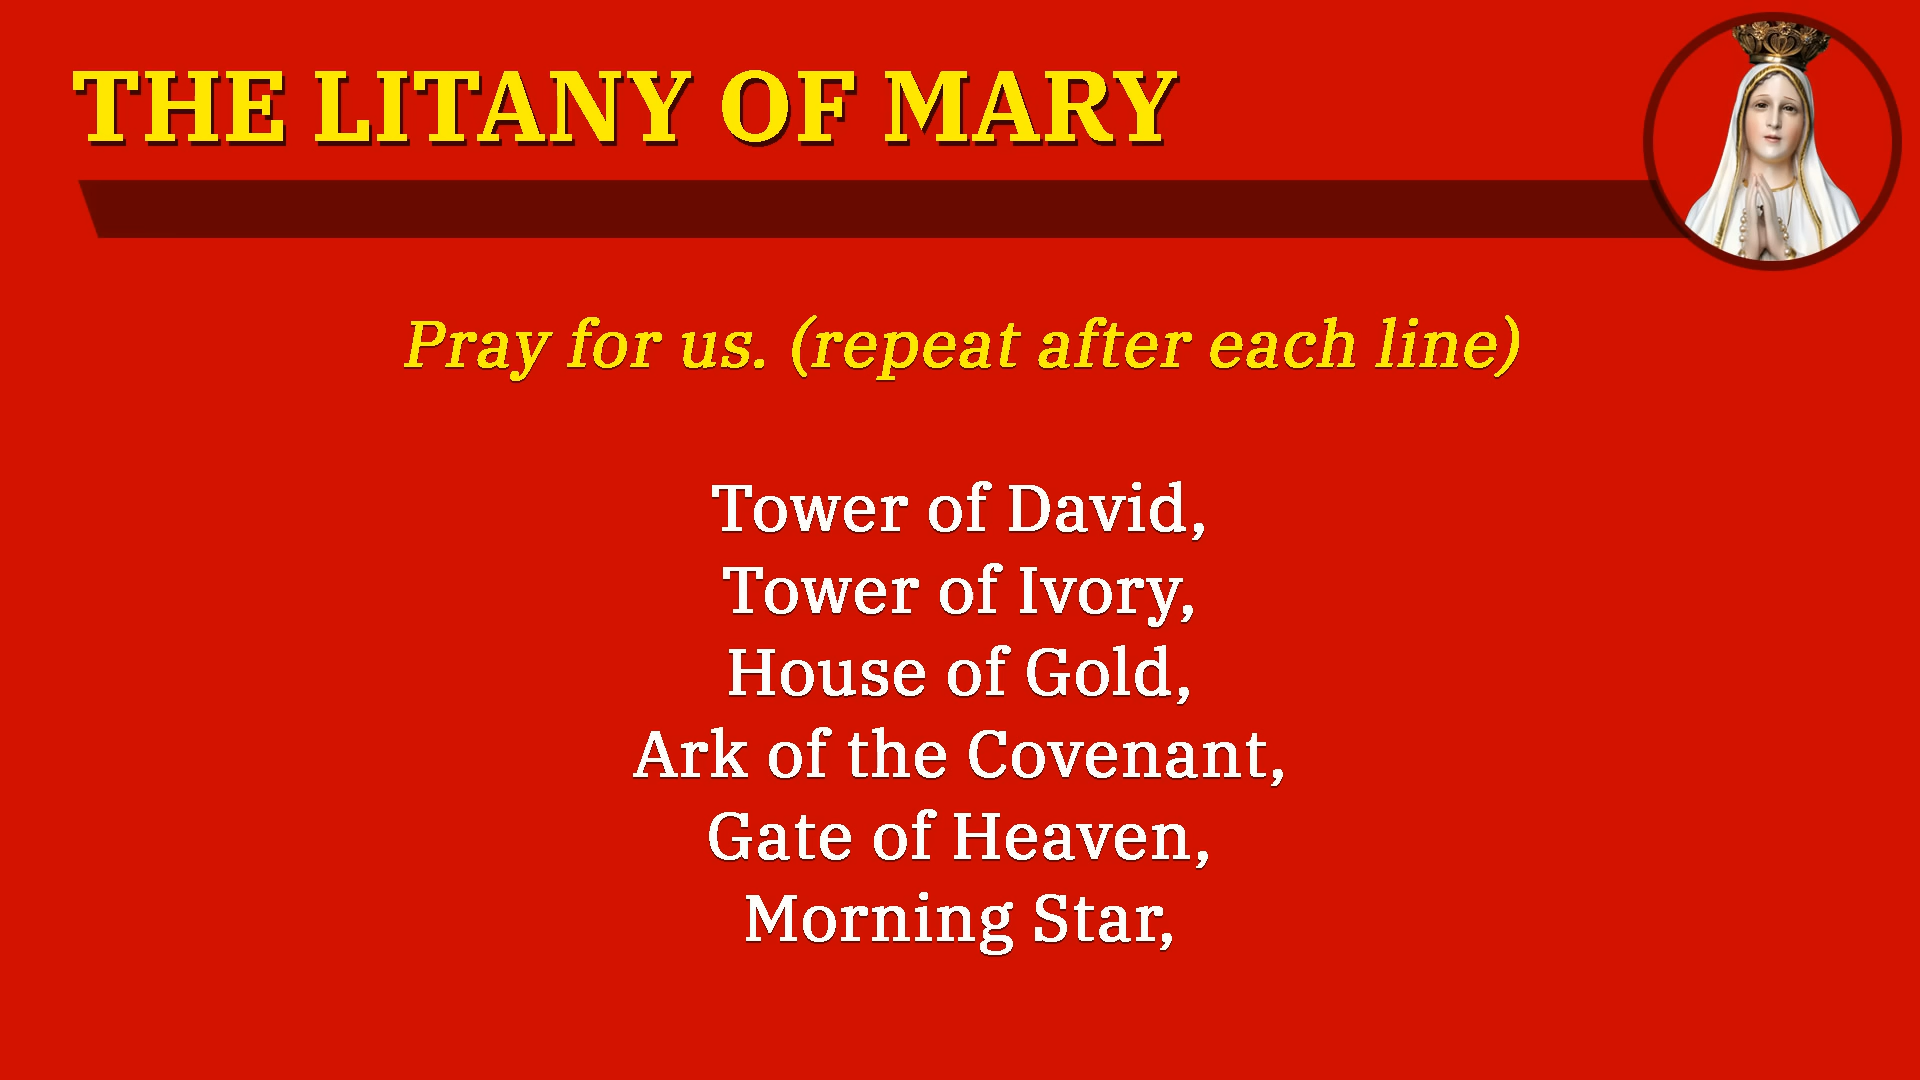 THE LITANY OF MARY
Pray for us. (repeat after each line)
Tower of David,
Tower of Ivory,
House of Gold,
Ark of the Covenant,
Gate of Heaven,
Morning Star,